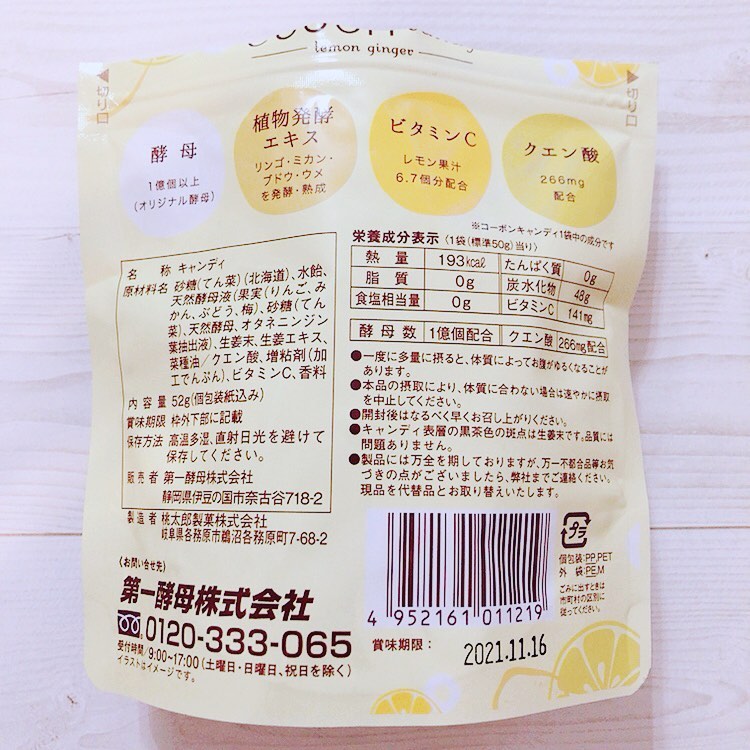 lemon ginger
切り口
切り口
酵母
1億個以上
(オリジナル酵母)
植物発酵
エキス
リンゴ・ミカン・
ブドウ・ウメ
を発酵・熟成
ビタミンC
レモン果汁
6.7個分配合
クエン酸
266mg
配合
※コーボンキャンディ1袋中の成分です
名 称 キャンディ
原材料名 砂糖(てん菜)(北海道)、水飴、
天然酵母液(果実(りんご、み
かん、ぶどう、梅)、砂糖(てん
菜)、天然酵母、オタネニンジン
葉抽出液)、生姜末、生姜エキス、
菜種油／クエン酸、増粘剤(加
工でんぷん)、ビタミンC、香料
内容量 52g(個包装紙込み)
賞味期限 枠外下部に記載
保存方法 高温多湿、直射日光を避けて
保存してください。
販売者 第一酵母株式会社
静岡県伊豆の国市奈古谷718-2
製造者 桃太郎製菓株式会社
岐阜県各務原市鵜沼各務原町7-68-2
栄養成分表示(1袋(標準50g)当り)
熱量 193kcal たんぱく質 0g
脂質 0g 炭水化物 48g
食塩相当量 0g ビタミンC 141mg
酵母数 1億個配合 クエン酸 266mg配合
●一度に多量に摂ると、体質によってお腹がゆるくなることが
あります。
●本品の摂取により、体質に合わない場合は速やかに摂取
を中止してください。
●開封後はなるべく早くお召し上がりください。
●キャンディ表層の黒茶色の斑点は生姜末です。品質には
問題ありません。
●製品には万全を期しておりますが、万一不都合品等お気
づきの点がございましたら、弊社までご連絡ください。
現品を代替品とお取り替えいたします。
〈お問い合せ先〉
第一酵母株式会社
0120-333-065
受付時間/9:00~17:00(土曜日・日曜日、祝日を除く)
イラストはイメージです。
4 952161 011219
プラ
個包装:PP,PET
外 袋:PE,M
ごみに出すときは
市町村の区別に
従ってください。
賞味期限： 2021.11.16